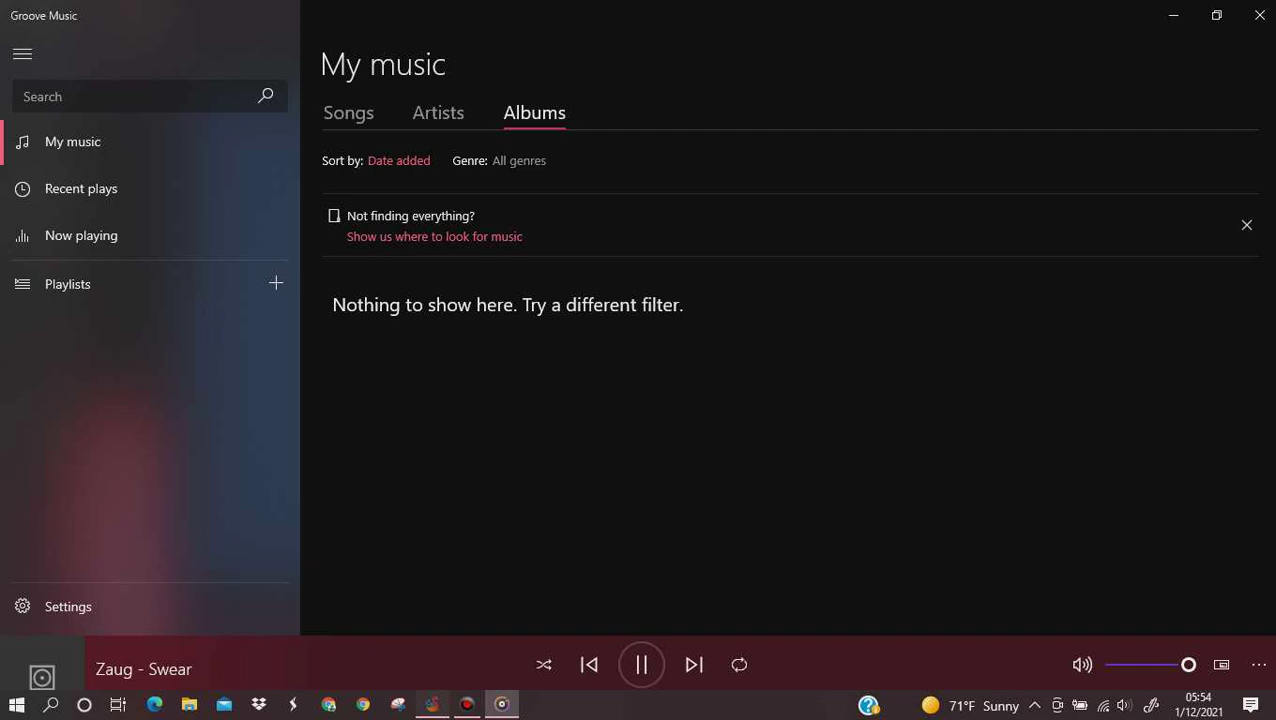 Groove Music
Search
My music
Recent plays
Now playing
Playlists
Settings
My music
Songs Artists Albums
Sort by: Date added Genre: All genres
Not finding everything?
Show us where to look for music
Nothing to show here. Try a different filter.
Zaug - Swear
71°F Sunny
05:54
1/12/2021